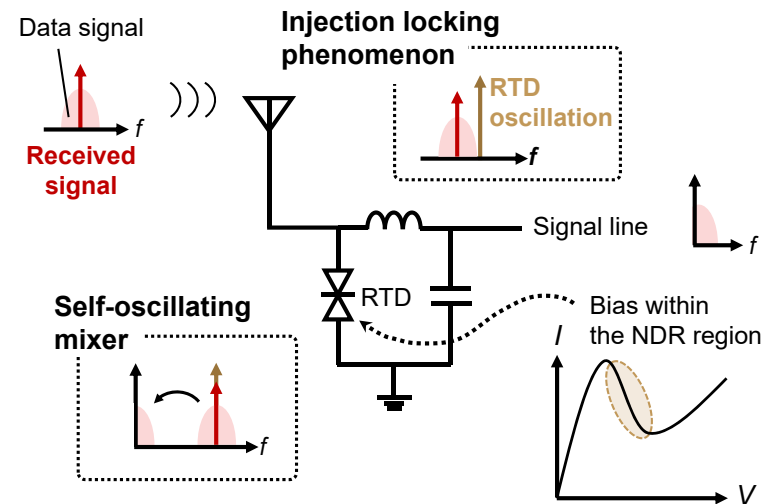 Data signal
f
Received
signal
Injection locking
phenomenon
RTD
oscillation
f
Signal line
f
RTD
Self-oscillating
mixer
f
Bias within
the NDR region
I
V